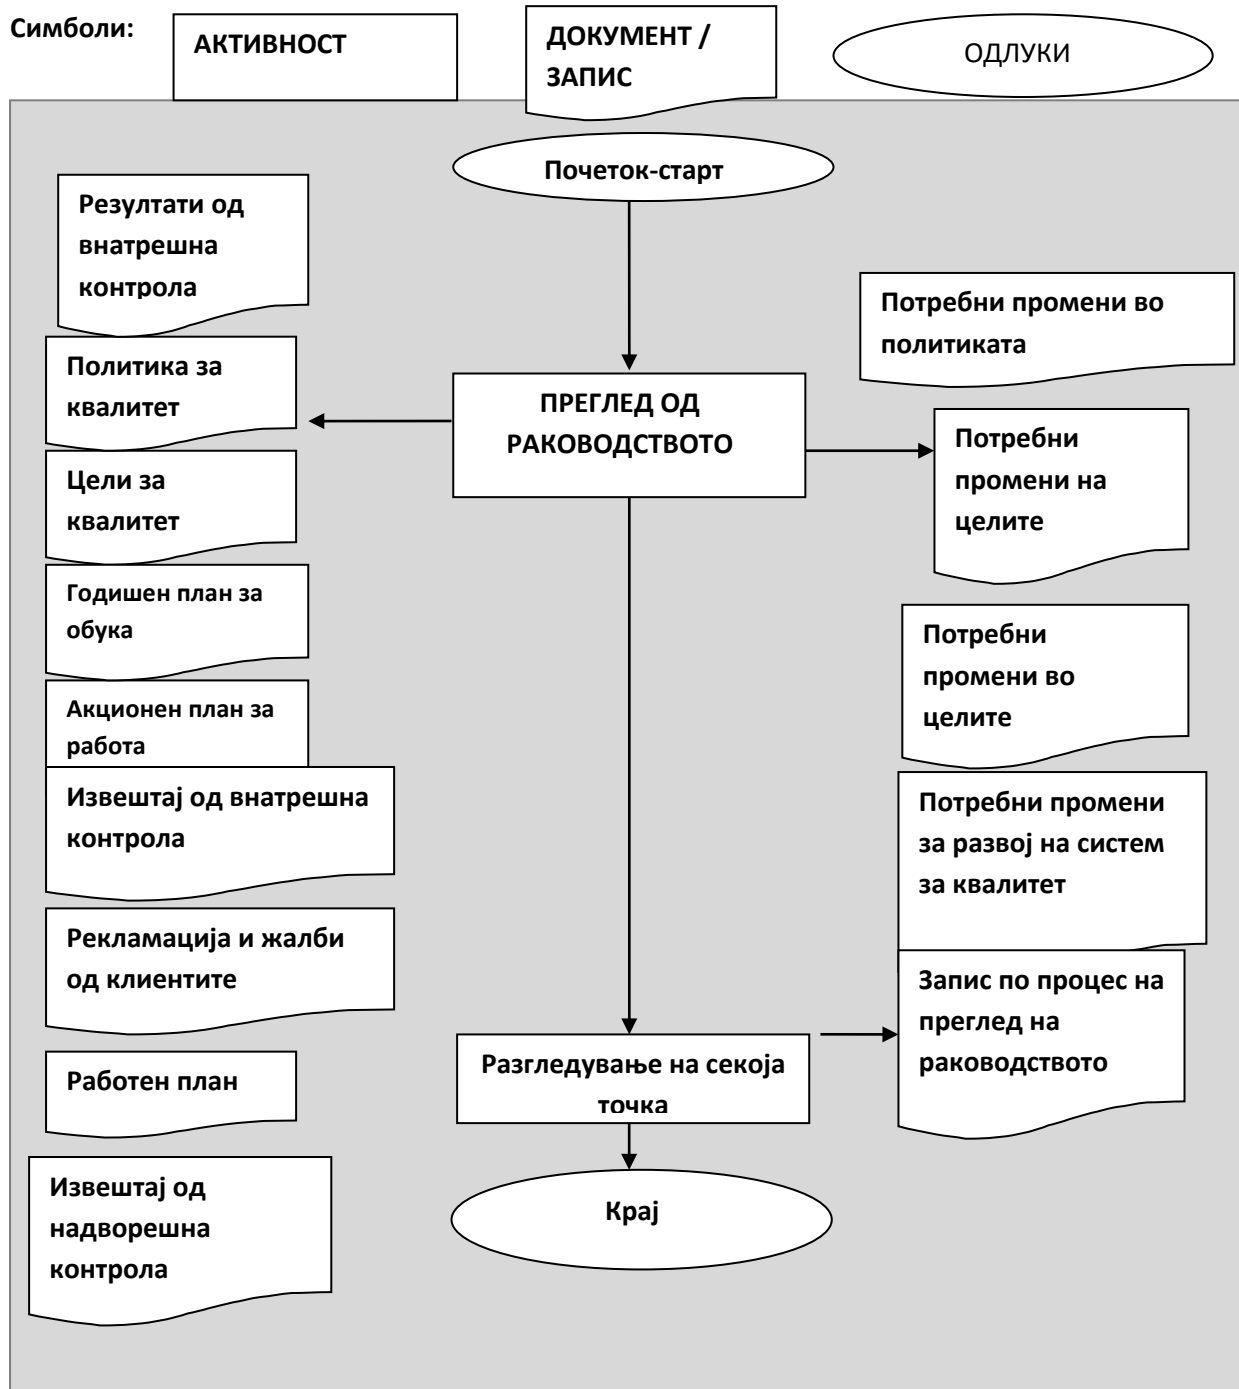 Симболи:
АКТИВНОСТ
ДОКУМЕНТ /
ЗАПИС
ОДЛУКИ
Почеток-старт
Резултати од
внатрешна
контрола
Потребни промени во
политиката
Политика за
квалитет
ПРЕГЛЕД ОД
РАКОВОДСТВОТО
Потребни
промени на
целите
Цели за
квалитет
Годишен план за
обука
Потребни
промени во
целите
Акционен план за
работа
Извештај од внатрешна
контрола
Потребни промени
за развој на систем
за квалитет
Рекламација и жалби
од клиентите
Запис по процес на
преглед на
раководството
Разгледување на секоја
точка
Работен план
Извештај од
надворешна
контрола
Крај